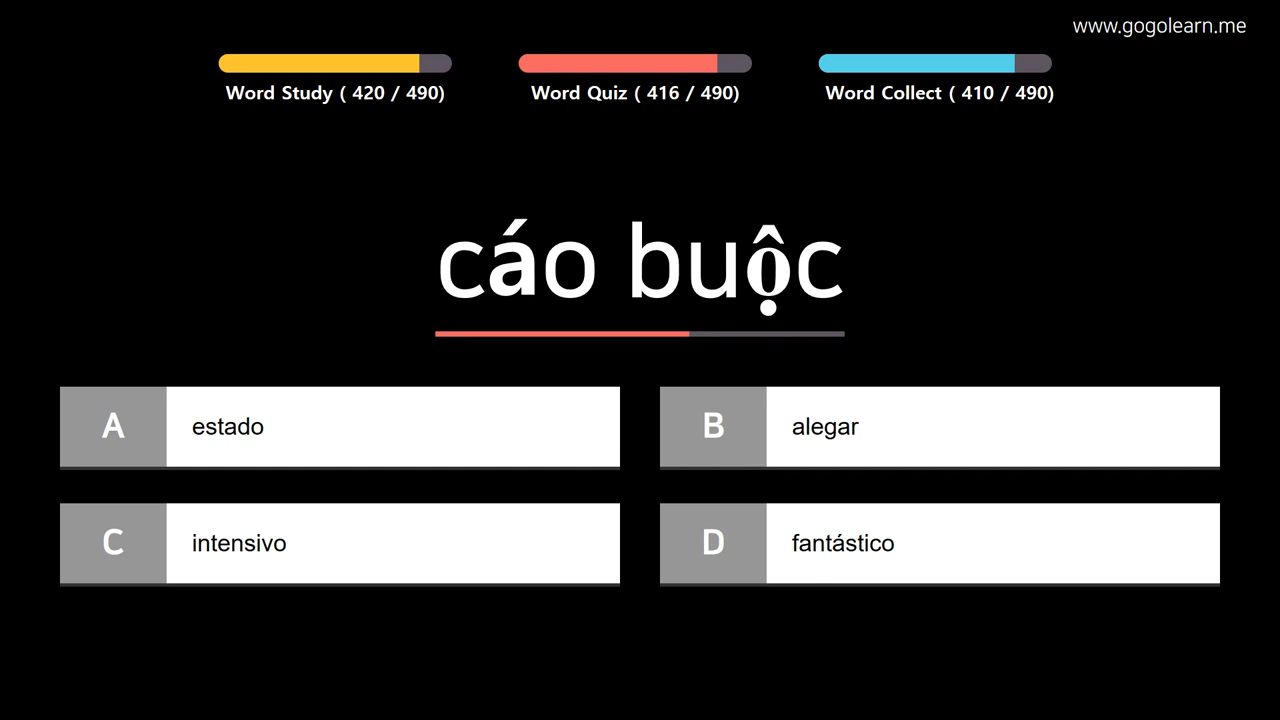 www.gogolearn.me
Word Study ( 420 / 490)
Word Quiz ( 416 / 490)
Word Collect ( 410 / 490)
cáo buộc
A estado
B alegar
C intensivo
D fantástico